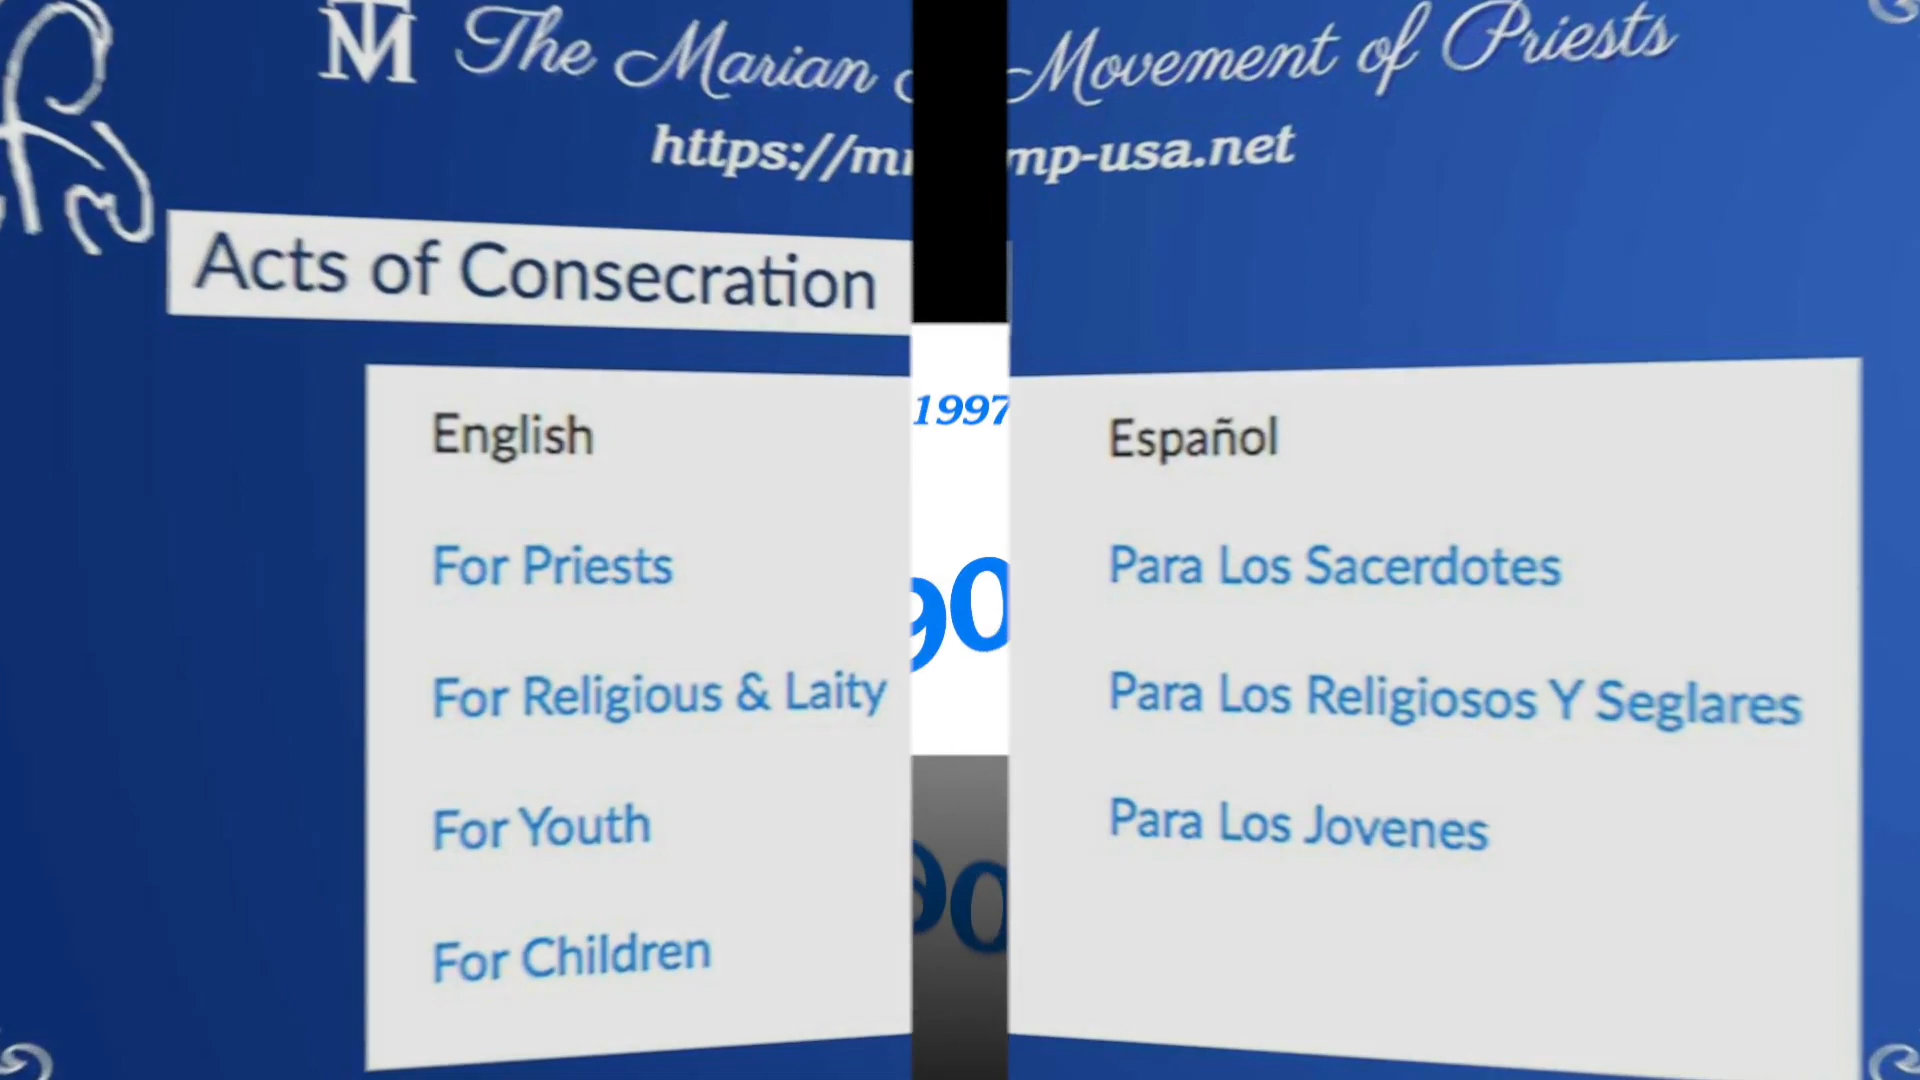 The Marian Movement of Priests
https://mmp-usa.net
Acts of Consecration
English
For Priests
For Religious & Laity
For Youth
For Children
1997
90
Español
Para Los Sacerdotes
Para Los Religiosos Y Seglares
Para Los Jovenes